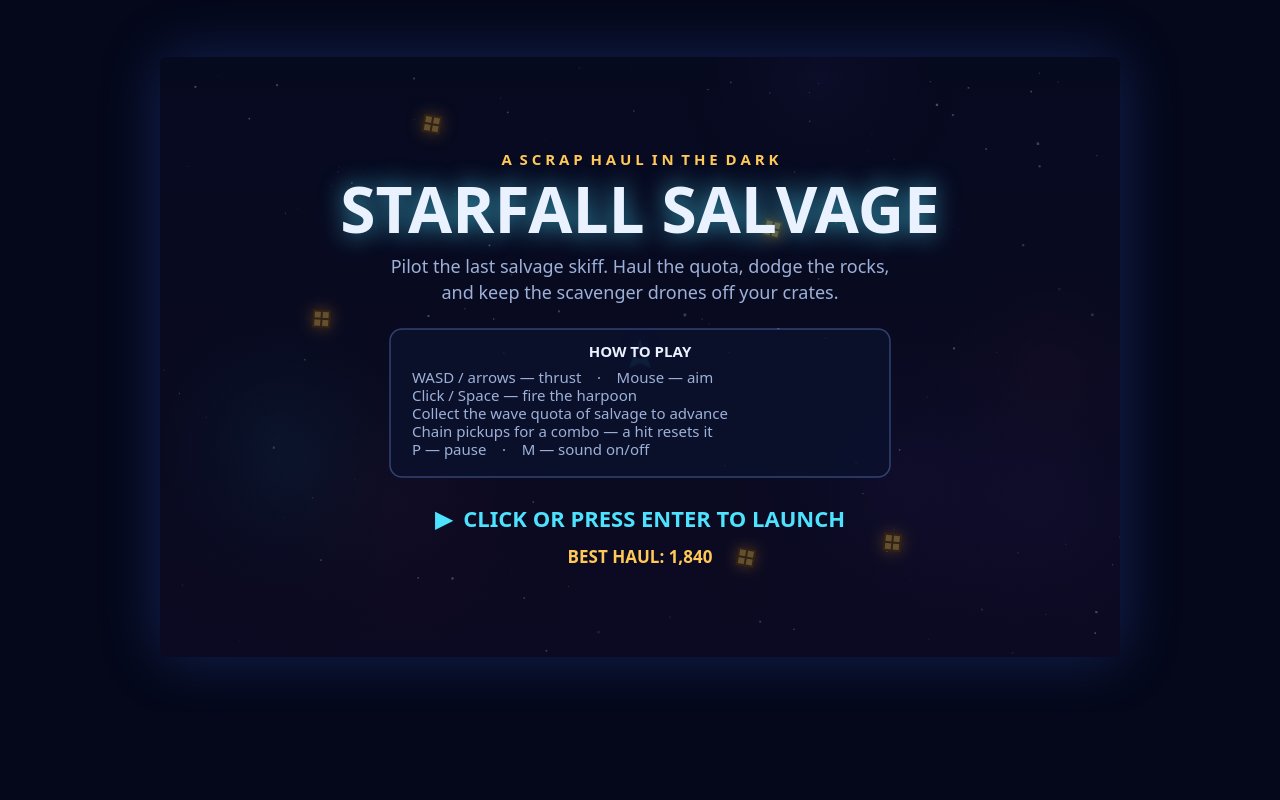 A SCRAP HAUL IN THE DARK
STARFALL SALVAGE
Pilot the last salvage skiff. Haul the quota, dodge the rocks,
and keep the scavenger drones off your crates.
HOW TO PLAY
WASD / arrows — thrust · Mouse — aim
Click / Space — fire the harpoon
Collect the wave quota of salvage to advance
Chain pickups for a combo — a hit resets it
P — pause · M — sound on/off
▶ CLICK OR PRESS ENTER TO LAUNCH
BEST HAUL: 1,840